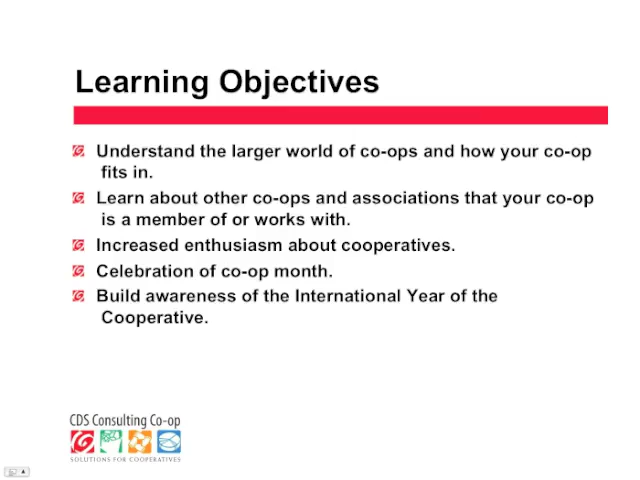 Learning Objectives
Understand the larger world of co-ops and how your co-op
fits in.
Learn about other co-ops and associations that your co-op
is a member of or works with.
Increased enthusiasm about cooperatives.
Celebration of co-op month.
Build awareness of the International Year of the
Cooperative.
CDS Consulting Co-op
SOLUTIONS FOR COOPERATIVES